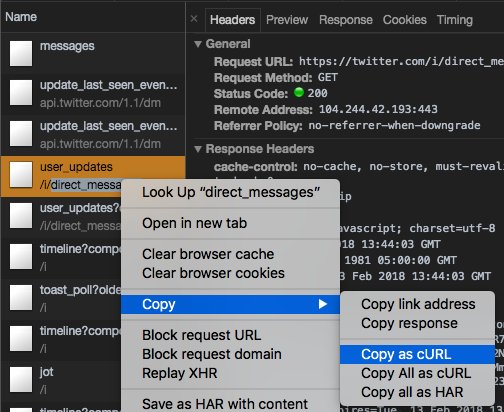 Name
Headers Preview Response Cookies Timing
messages
update_last_seen_even...
api.twitter.com/1.1/dm
update_last_seen_even...
api.twitter.com/1.1/dm
user_updates
/i/direct_messa
user_updates?
/i/direct_messa
timeline?compo
/i
toast_poll?olde
/i
timeline?compo
/i
jot
/i
timeline?compo
▼ General
Request URL: https://twitter.com/i/direct_me
Request Method: GET
Status Code: 200
Remote Address: 104.244.42.193:443
Referrer Policy: no-referrer-when-downgrade
▼ Response Headers
cache-control: no-cache, no-store, must-reval
ip
javascript; charset=utf-8
2018 13:44:03 GMT
1981 05:00:00 GMT
Feb 2018 13:44:03 GMT
Look Up “direct_messages”
Open in new tab
Clear browser cache
Clear browser cookies
Copy
Block request URL
Block request domain
Replay XHR
Save as HAR with content
Copy link address
Copy response
Copy as cURL
Copy All as cURL
Copy all as HAR